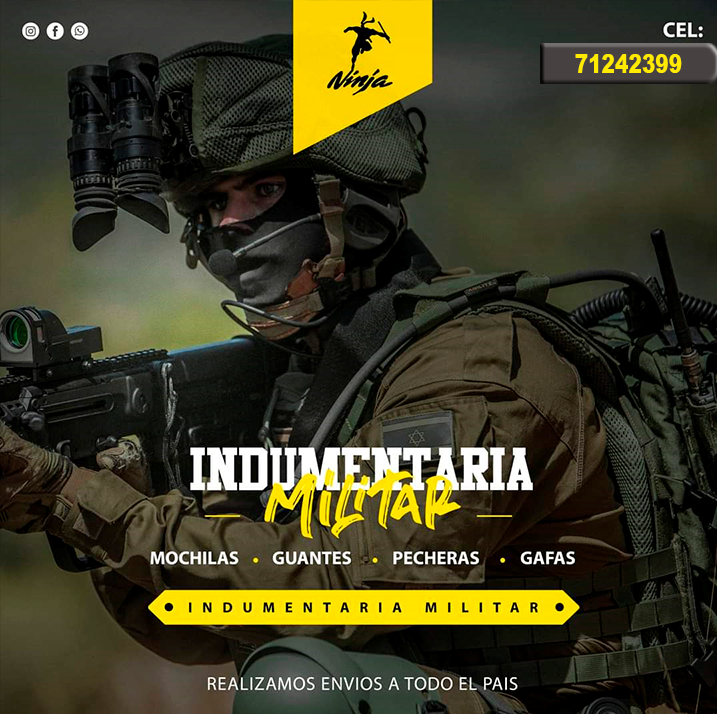 Ninja
CEL:
71242399
INDUMENTARIA
MILITAR
MOCHILAS • GUANTES • PECHERAS • GAFAS
• INDUMENTARIA MILITAR •
REALIZAMOS ENVIOS A TODO EL PAIS